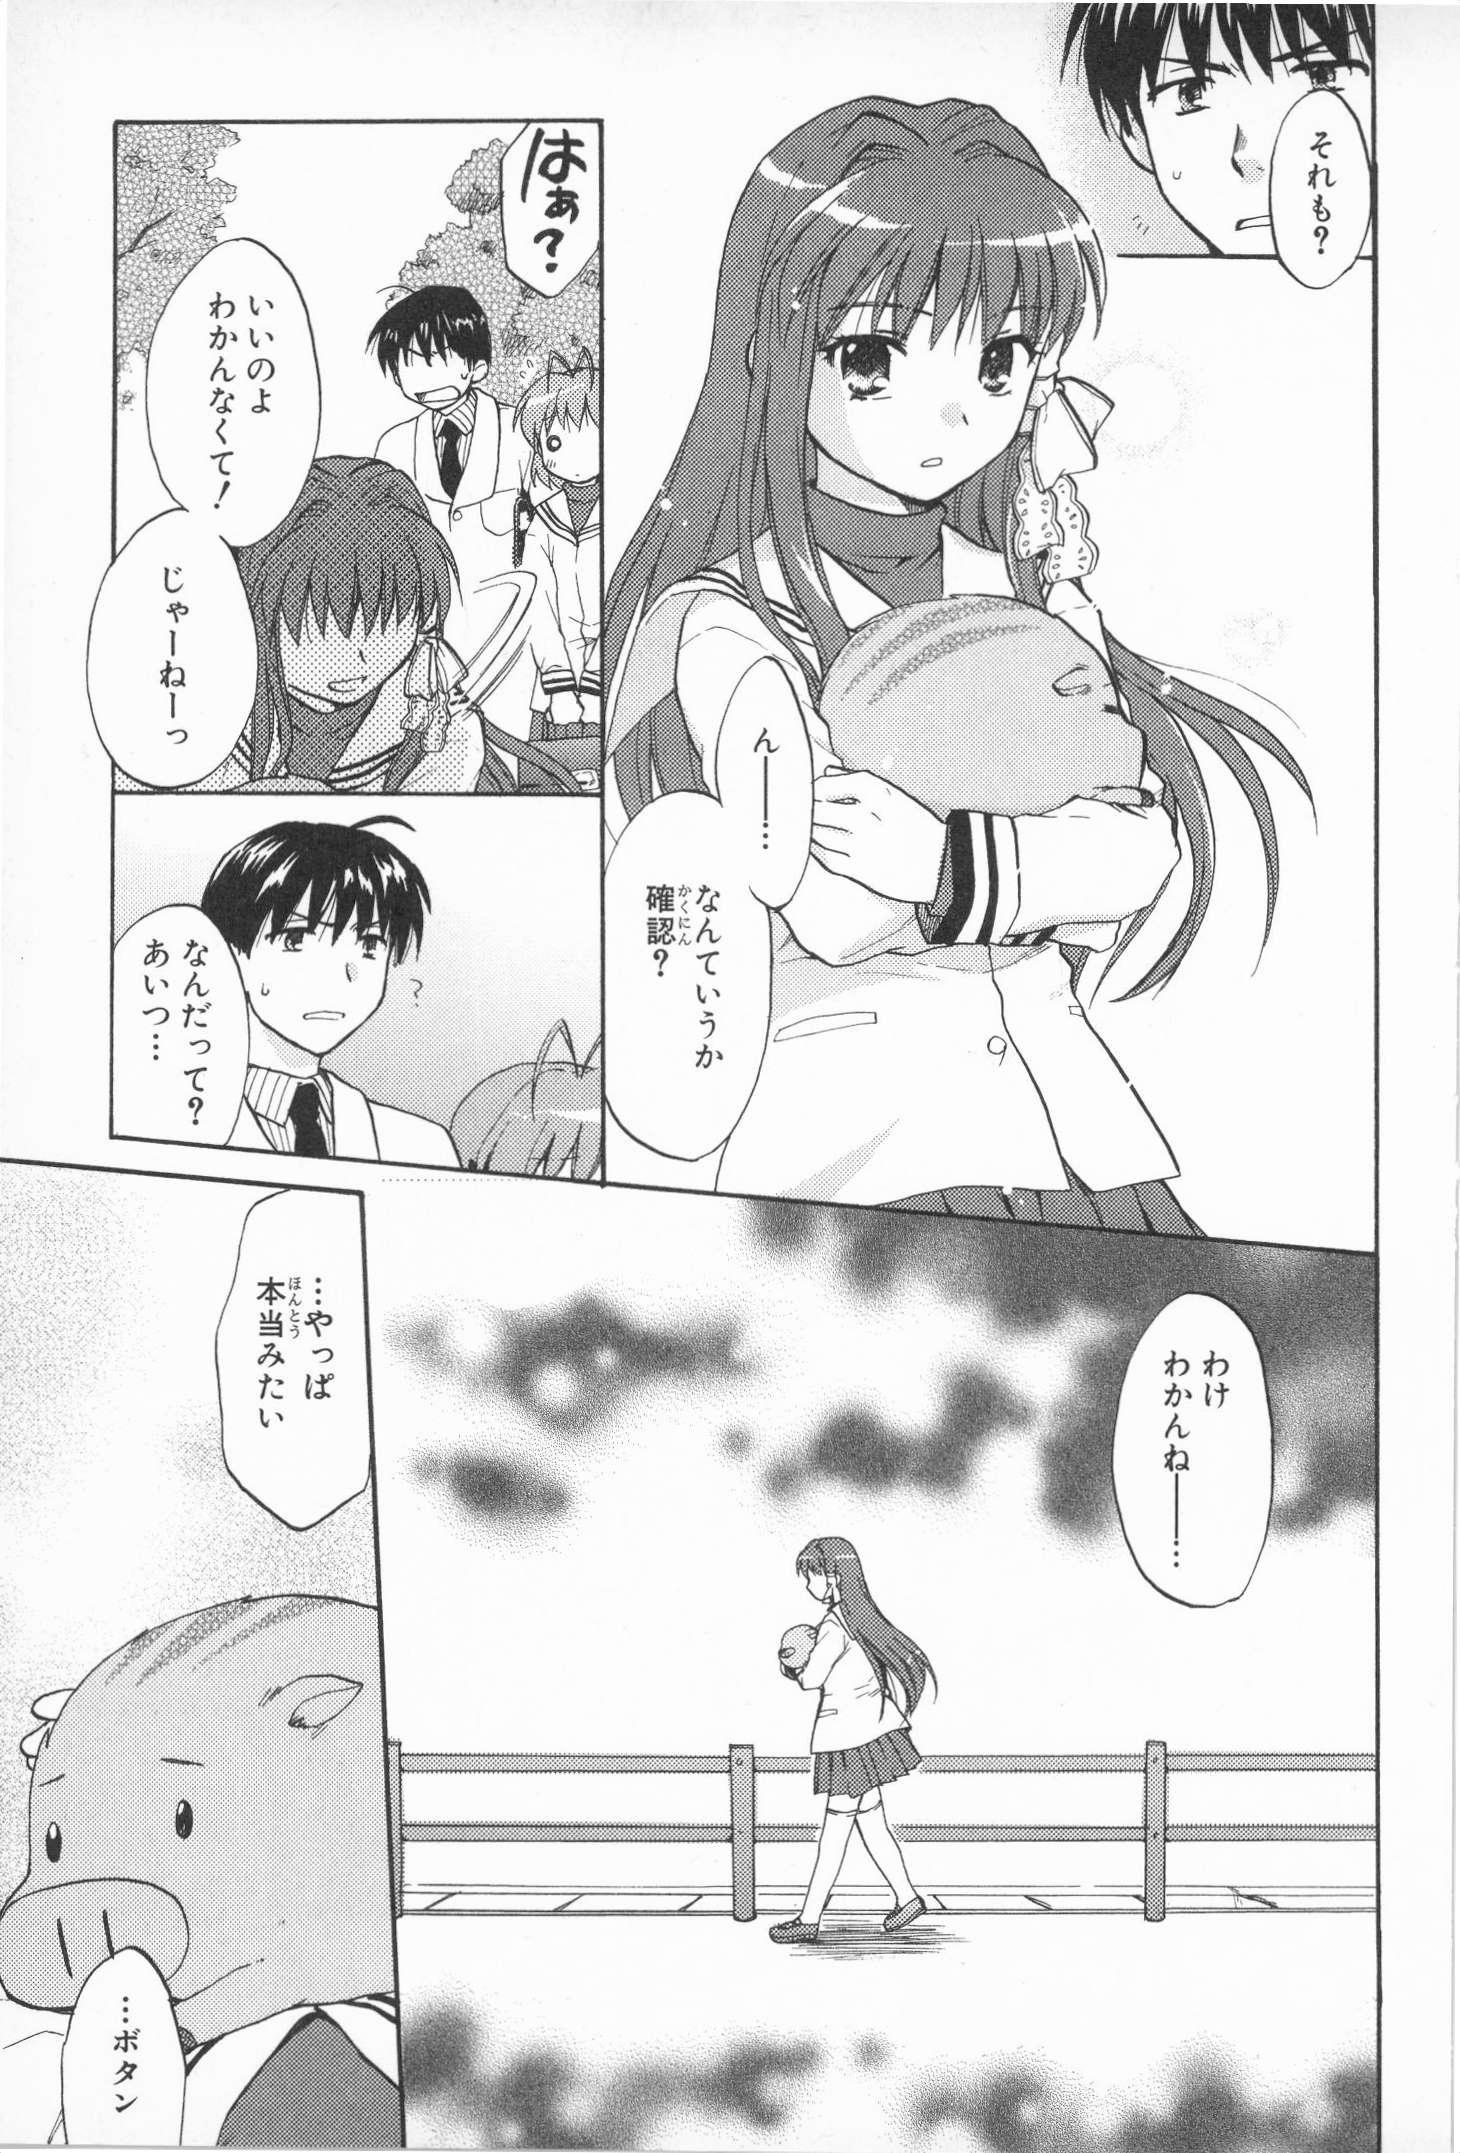 それも？
ん――…
なんていうか
確認？
かくにん
はぁ？
いいのよ
わかんなくて！
じゃーねーっ
なんだって？
あいつ…
？
わけ
わかんね――…
…やっぱ
本当みたい
ほんとう
…ボタン